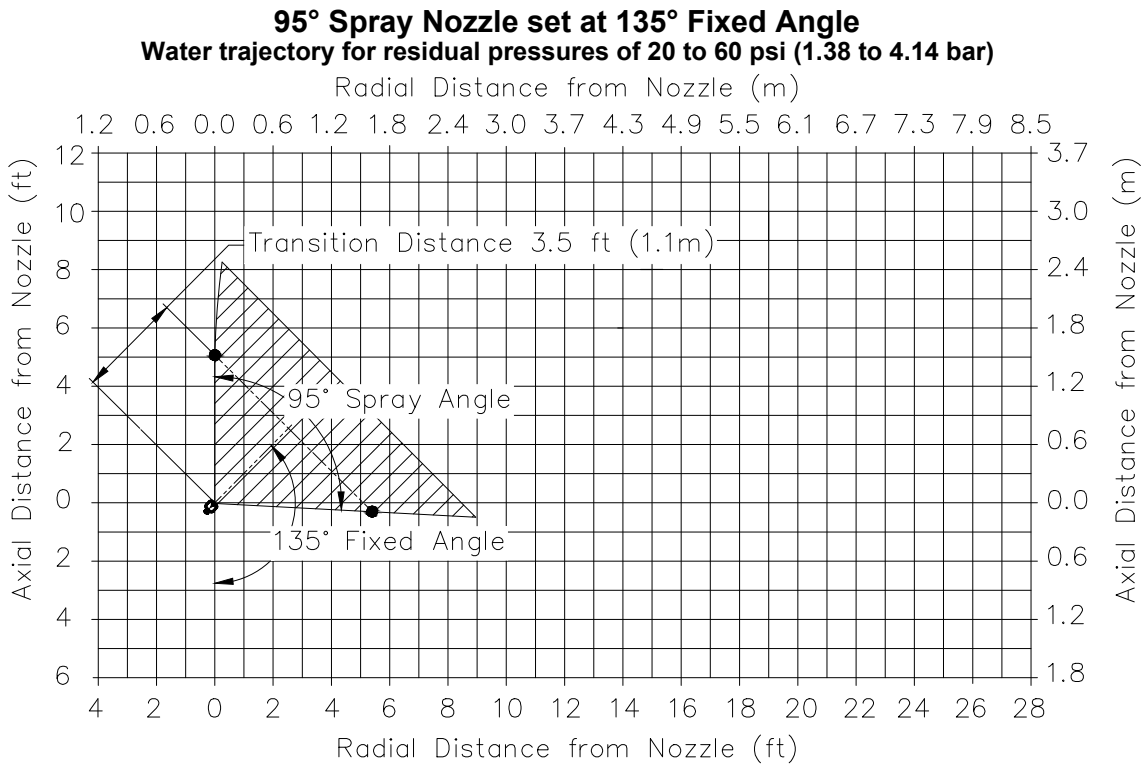 95° Spray Nozzle set at 135° Fixed Angle
Water trajectory for residual pressures of 20 to 60 psi (1.38 to 4.14 bar)
Radial Distance from Nozzle (m)
1.2 0.6 0.0 0.6 1.2 1.8 2.4 3.0 3.7 4.3 4.9 5.5 6.1 6.7 7.3 7.9 8.5
12 3.7
10 3.0
Transition Distance 3.5 ft (1.1m)
8 2.4
6 1.8
4 1.2
95° Spray Angle
2 0.6
0 0.0
135° Fixed Angle
2 0.6
4 1.2
6 1.8
Axial Distance from Nozzle (ft)
Axial Distance from Nozzle (m)
4 2 0 2 4 6 8 10 12 14 16 18 20 22 24 26 28
Radial Distance from Nozzle (ft)